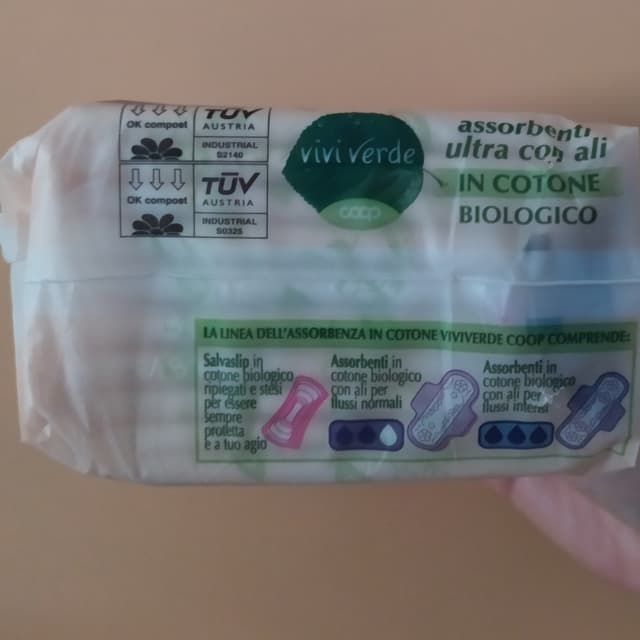 OK compost
TÜV
AUSTRIA
INDUSTRIAL
S2140
OK compost
TÜV
AUSTRIA
INDUSTRIAL
S0325
vivi verde
coop
assorbenti
ultra con ali
IN COTONE
BIOLOGICO
LA LINEA DELL'ASSORBENZA IN COTONE VIVIVERDE COOP COMPRENDE:
Salvaslip in
cotone biologico
ripiegati e stesi
per essere
sempre
protetta
e a tuo agio
Assorbenti in
cotone biologico
con ali per
flussi normali
Assorbenti in
cotone biologico
con ali per
flussi intensi